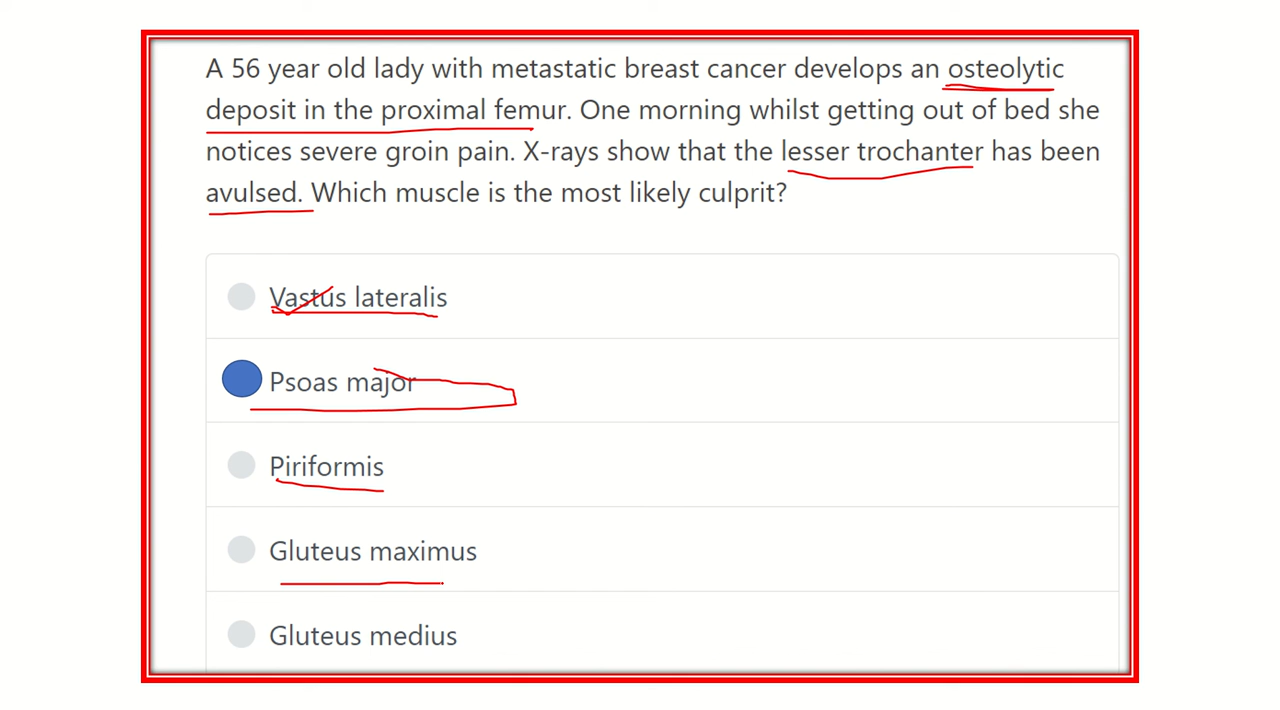 A 56 year old lady with metastatic breast cancer develops an osteolytic
deposit in the proximal femur. One morning whilst getting out of bed she
notices severe groin pain. X-rays show that the lesser trochanter has been
avulsed. Which muscle is the most likely culprit?
Vastus lateralis
Psoas major
Piriformis
Gluteus maximus
Gluteus medius